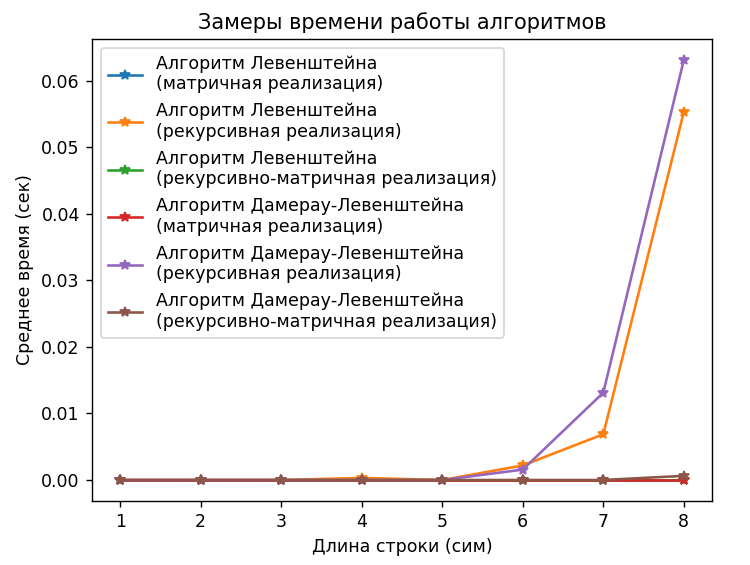 Замеры времени работы алгоритмов
Алгоритм Левенштейна
(матричная реализация)
Алгоритм Левенштейна
(рекурсивная реализация)
Алгоритм Левенштейна
(рекурсивно-матричная реализация)
Алгоритм Дамерау-Левенштейна
(матричная реализация)
Алгоритм Дамерау-Левенштейна
(рекурсивная реализация)
Алгоритм Дамерау-Левенштейна
(рекурсивно-матричная реализация)
Среднее время (сек)
0.06
0.05
0.04
0.03
0.02
0.01
0.00
1 2 3 4 5 6 7 8
Длина строки (сим)